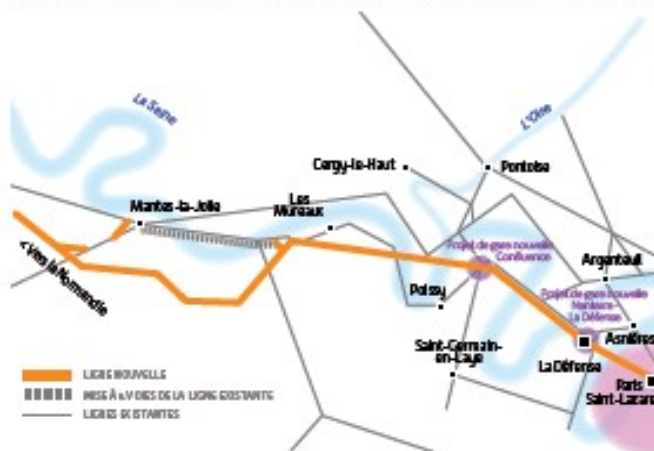 La Seine
L'Oise
Cergy-le-Haut
Pontoise
Mantes-la-Jolie
Les
Mureaux
Projet de gare nouvelle
Confluence
Argenteuil
< Vers la Normandie
Poissy
Projet de gare nouvelle
Nanterre
La Défense
Asnières
Saint-Germain-
en-Laye
La Défense
Paris
Saint-Lazare
LIGNE NOUVELLE
MISE À 4 VOIES DE LA LIGNE EXISTANTE
LIGNES EXISTANTES